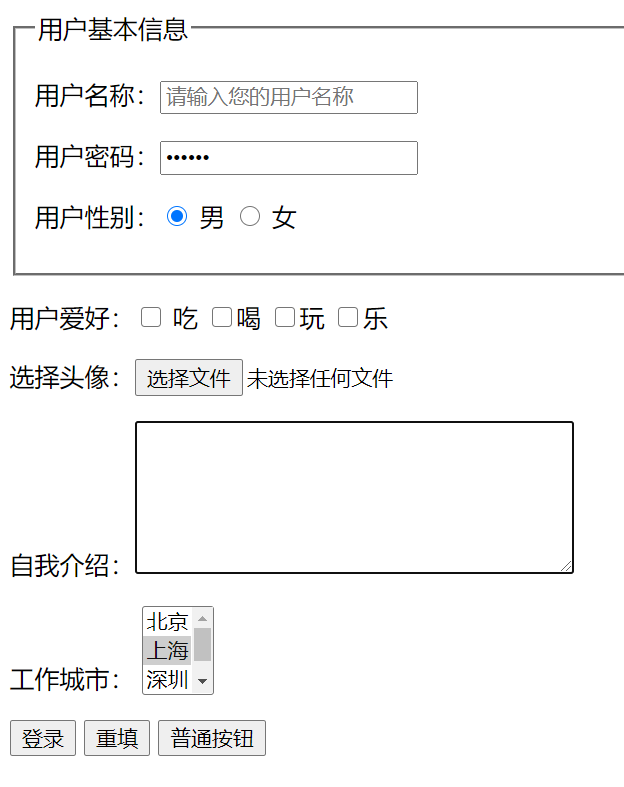 用户基本信息
用户名称： 请输入您的用户名称
用户密码： ••••••
用户性别： 男 女
用户爱好： 吃 喝 玩 乐
选择头像： 选择文件 未选择任何文件
自我介绍：
北京
上海
工作城市： 深圳
登录 重填 普通按钮